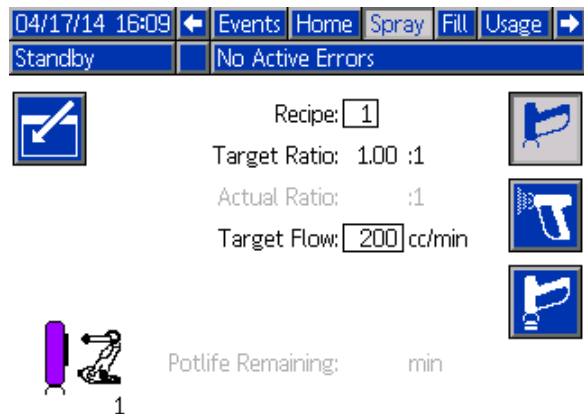 04/17/14 16:09 Events Home Spray Fill Usage
Standby No Active Errors
Recipe: 1
Target Ratio: 1.00 :1
Actual Ratio: :1
Target Flow: 200 cc/min
Potlife Remaining: min
1